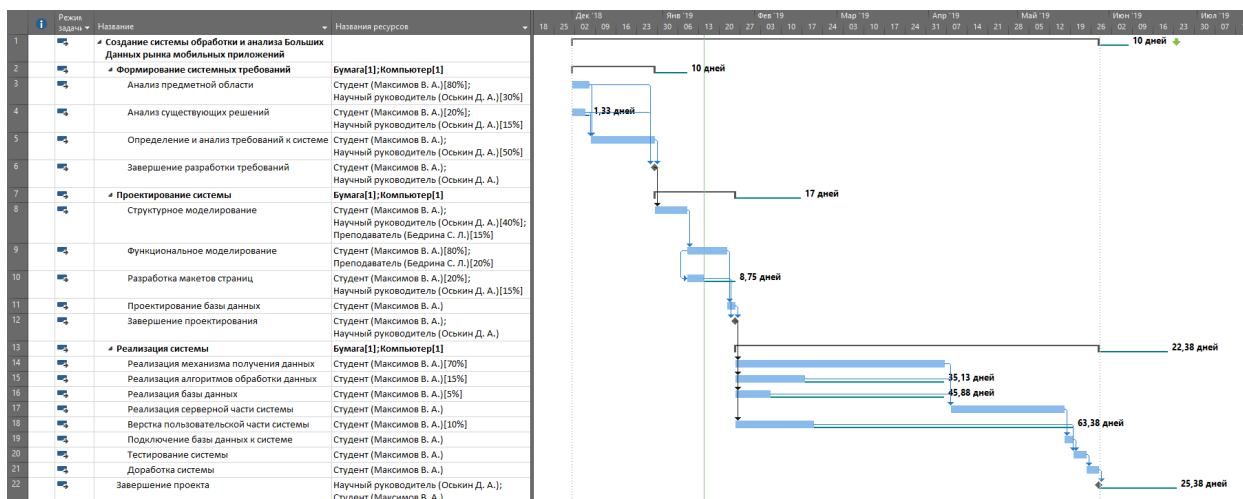 Режим задачи Название Названия ресурсов
Дек '18 Янв '19 Фев '19 Мар '19 Апр '19 Май '19 Июн '19 Июл '19
18 25 02 09 16 23 30 06 13 20 27 03 10 17 24 03 10 17 24 31 07 14 21 28 05 12 19 26 02 09 16 23 30 07
1 Создание системы обработки и анализа Больших
Данных рынка мобильных приложений
10 дней
2 Формирование системных требований Бумага[1];Компьютер[1] 10 дней
3 Анализ предметной области Студент (Максимов В. А.)[80%];
Научный руководитель (Оськин Д. А.)[30%]
4 Анализ существующих решений Студент (Максимов В. А.)[20%]; 1,33 дней
Научный руководитель (Оськин Д. А.)[15%]
5 Определение и анализ требований к системе Студент (Максимов В. А.);
Научный руководитель (Оськин Д. А.)[50%]
6 Завершение разработки требований Студент (Максимов В. А.);
Научный руководитель (Оськин Д. А.)
7 Проектирование системы Бумага[1];Компьютер[1] 17 дней
8 Структурное моделирование Студент (Максимов В. А.);
Научный руководитель (Оськин Д. А.)[40%];
Преподаватель (Бедрина С. Л.)[15%]
9 Функциональное моделирование Студент (Максимов В. А.)[80%];
Преподаватель (Бедрина С. Л.)[20%]
10 Разработка макетов страниц Студент (Максимов В. А.)[20%]; 8,75 дней
Научный руководитель (Оськин Д. А.)[15%]
11 Проектирование базы данных Студент (Максимов В. А.)
12 Завершение проектирования Студент (Максимов В. А.);
Научный руководитель (Оськин Д. А.)
13 Реализация системы Бумага[1];Компьютер[1] 22,38 дней
14 Реализация механизма получения данных Студент (Максимов В. А.)[70%]
15 Реализация алгоритмов обработки данных Студент (Максимов В. А.)[15%] 35,13 дней
16 Реализация базы данных Студент (Максимов В. А.)[5%] 45,88 дней
17 Реализация серверной части системы Студент (Максимов В. А.)
18 Верстка пользовательской части системы Студент (Максимов В. А.)[10%] 63,38 дней
19 Подключение базы данных к системе Студент (Максимов В. А.)
20 Тестирование системы Студент (Максимов В. А.)
21 Доработка системы Студент (Максимов В. А.)
22 Завершение проекта Научный руководитель (Оськин Д. А.); 25,38 дней
Студент (Максимов В. А.)